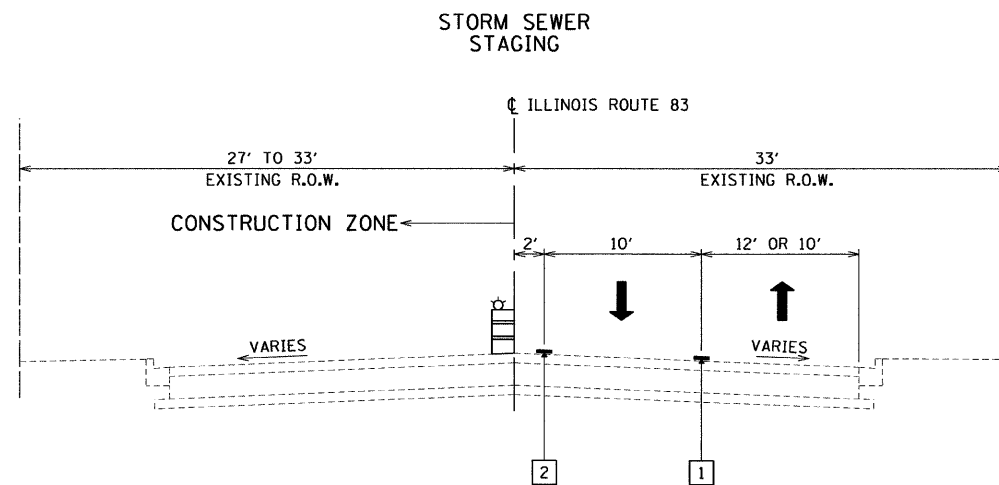 STORM SEWER
STAGING
℄ ILLINOIS ROUTE 83
27' TO 33'
EXISTING R.O.W.
33'
EXISTING R.O.W.
CONSTRUCTION ZONE
2'
10'
12' OR 10'
VARIES
VARIES
2
1